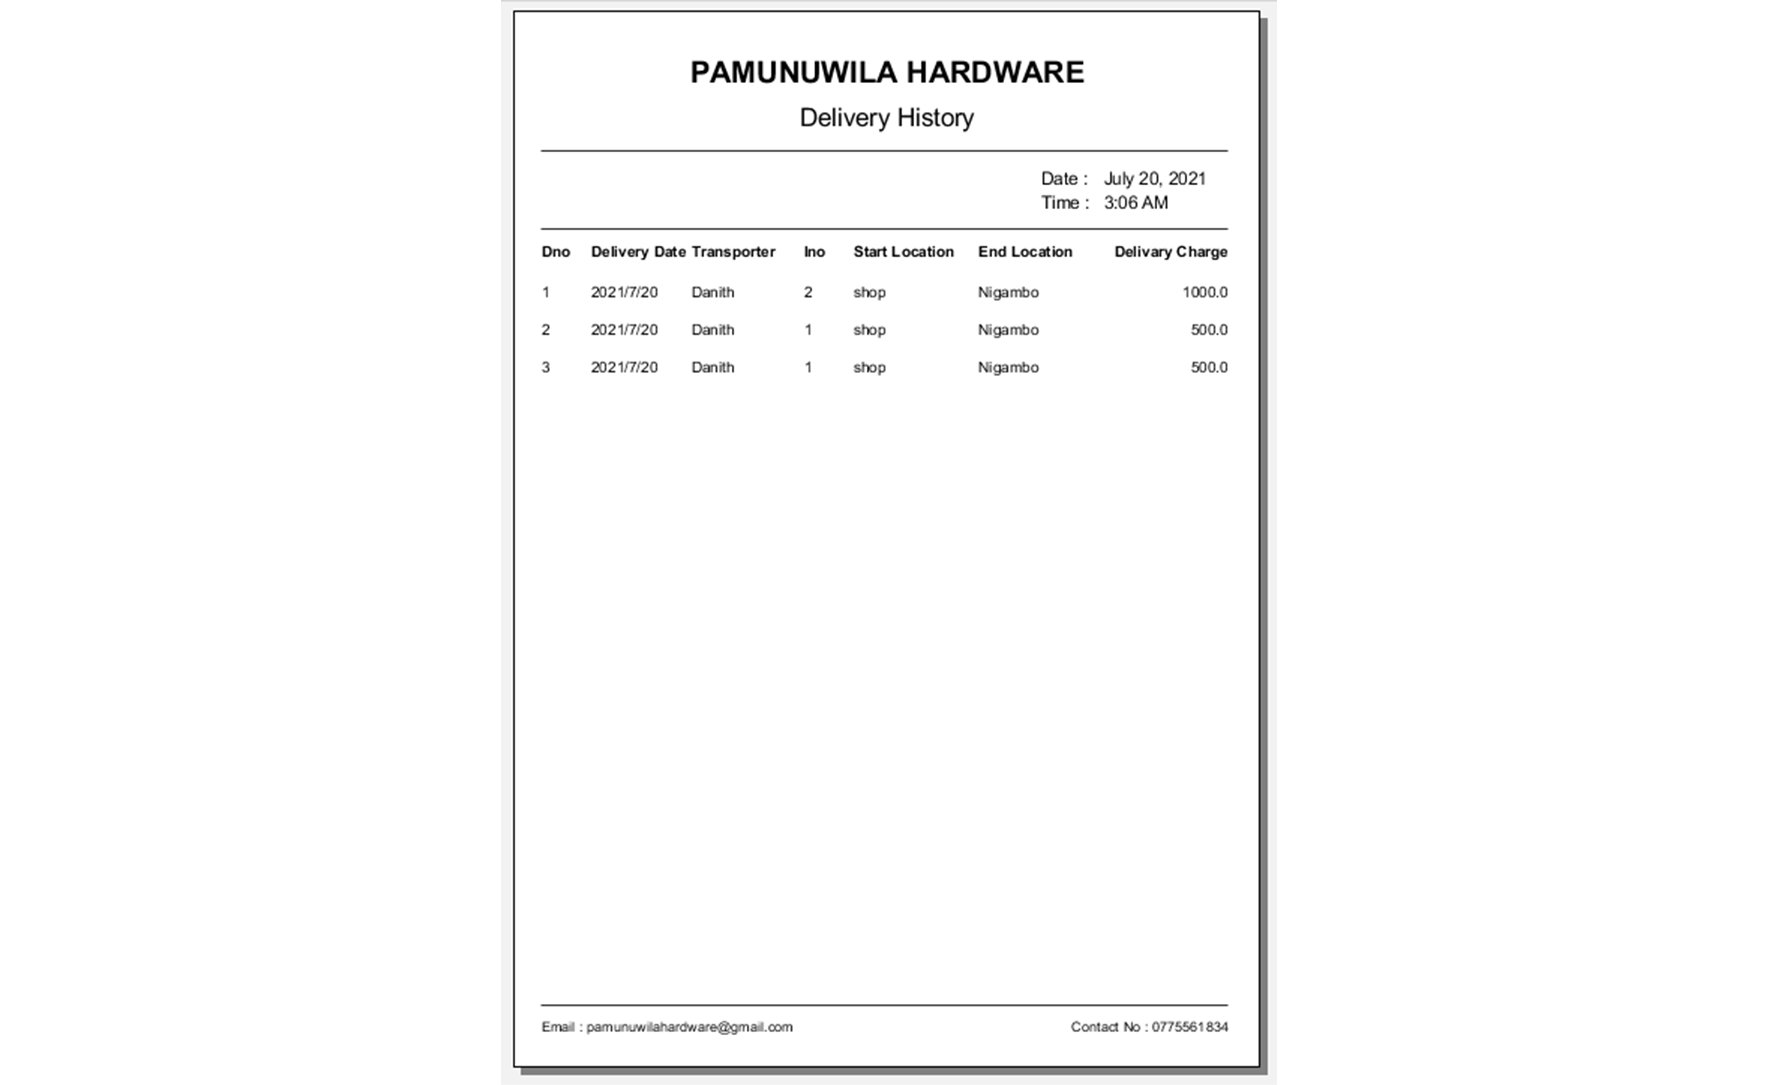 PAMUNUWILA HARDWARE
Delivery History
Date : July 20, 2021
Time : 3:06 AM
Dno Delivery Date Transporter Ino Start Location End Location Delivary Charge
1 2021/7/20 Danith 2 shop Nigambo 1000.0
2 2021/7/20 Danith 1 shop Nigambo 500.0
3 2021/7/20 Danith 1 shop Nigambo 500.0
Email : pamunuwilahardware@gmail.com Contact No : 0775561834